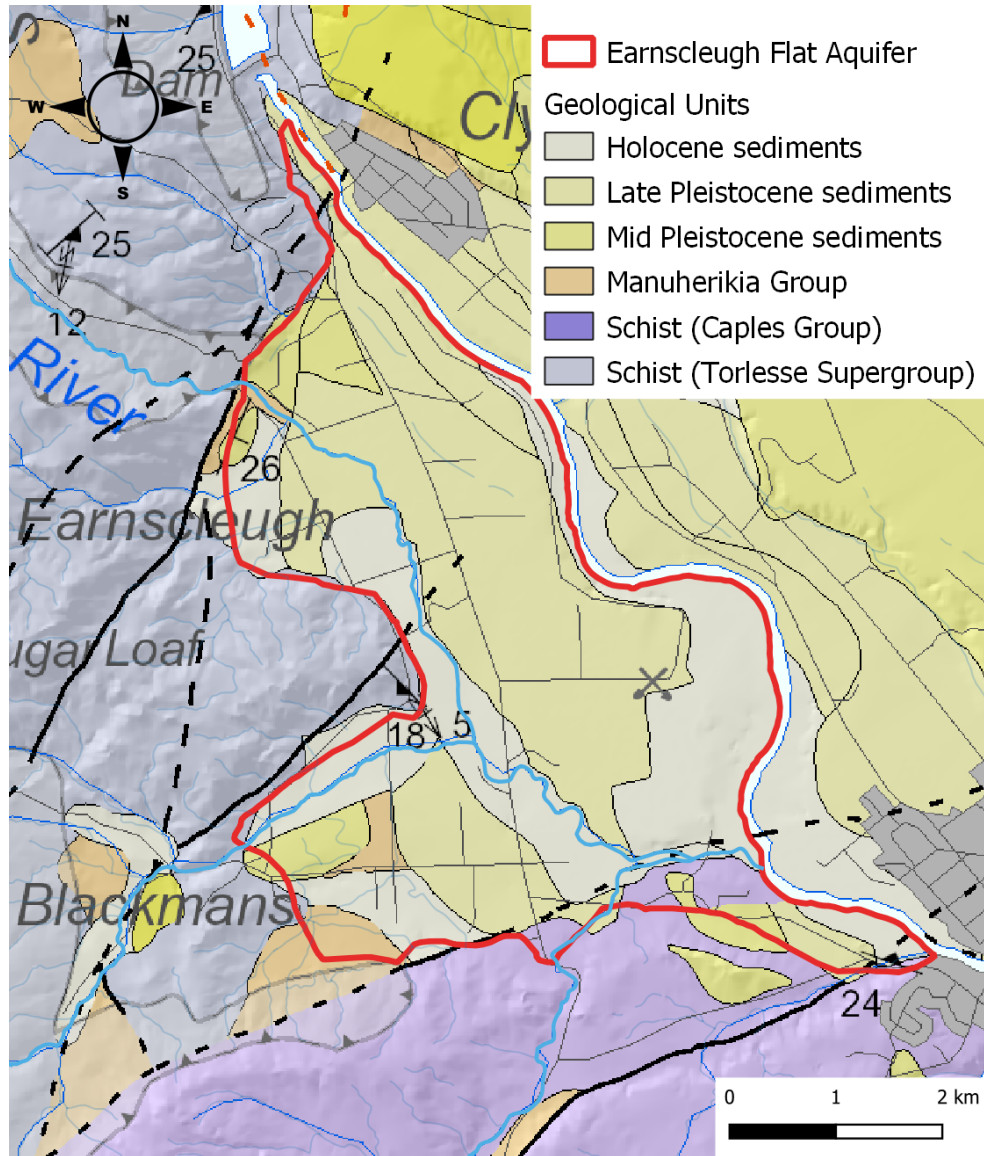 N
W
E
S
25
Dam
Cly
25
12
River
26
Earnscleugh
ugar Loaf
18
5
Blackmans
24
Earnscleugh Flat Aquifer
Geological Units
Holocene sediments
Late Pleistocene sediments
Mid Pleistocene sediments
Manuherikia Group
Schist (Caples Group)
Schist (Torlesse Supergroup)
0 1 2 km